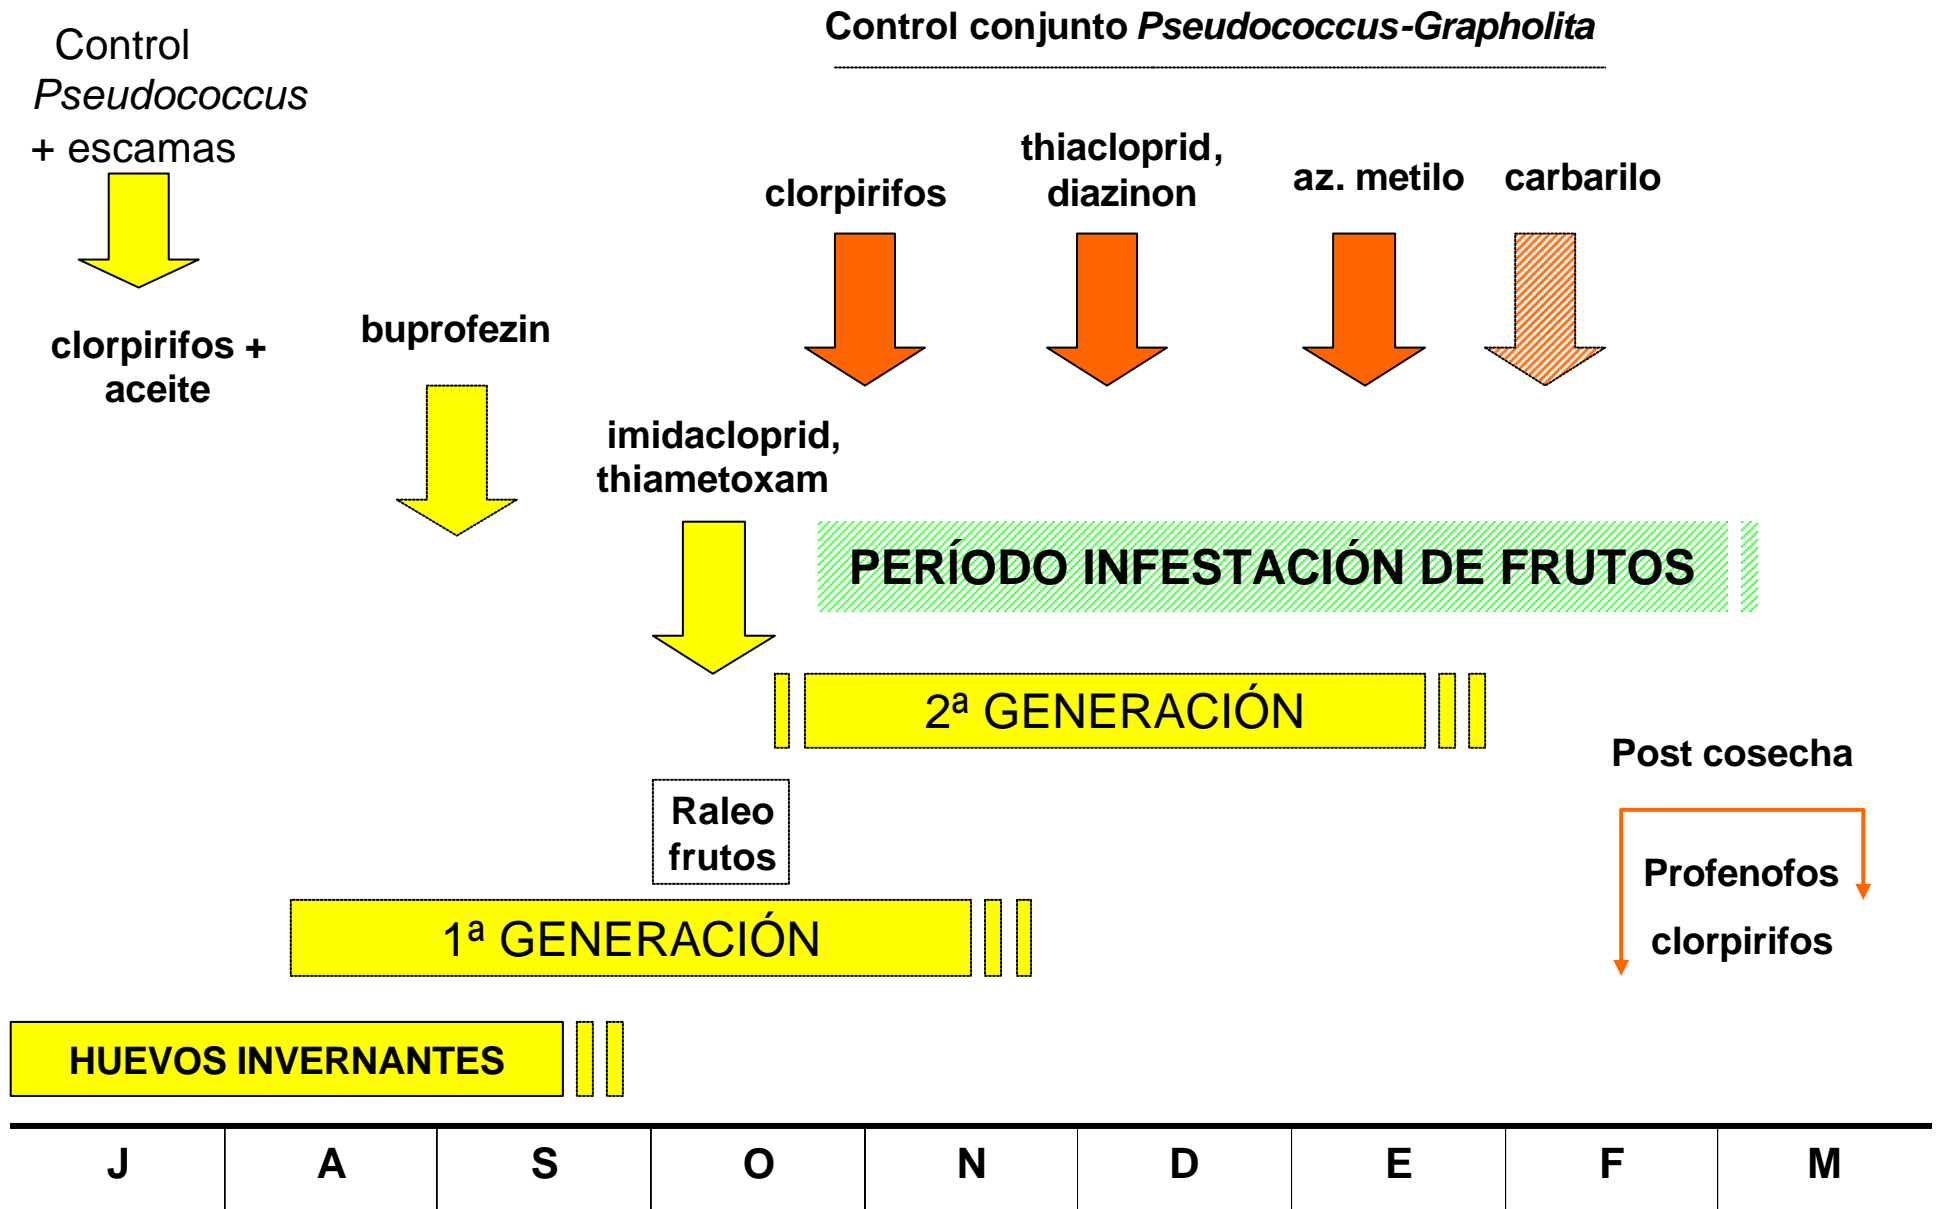 Control conjunto Pseudococcus-Grapholita
Control
Pseudococcus
+ escamas
clorpirifos +
aceite
buprofezin
imidacloprid,
thiametoxam
clorpirifos
thiacloprid,
diazinon
az. metilo
carbarilo
PERÍODO INFESTACIÓN DE FRUTOS
2ª GENERACIÓN
Raleo
frutos
1ª GENERACIÓN
HUEVOS INVERNANTES
Post cosecha
Profenofos
clorpirifos
J A S O N D E F M